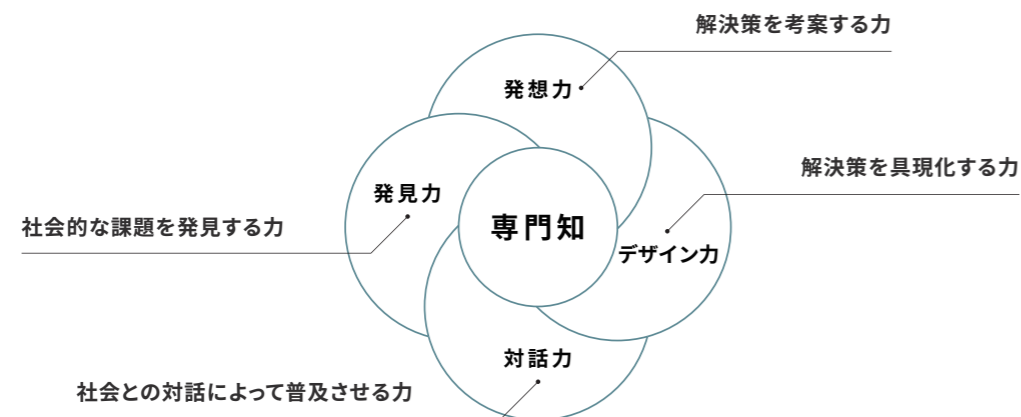 解決策を考案する力
発想力
解決策を具現化する力
発見力
社会的な課題を発見する力
専門知
デザイン力
対話力
社会との対話によって普及させる力